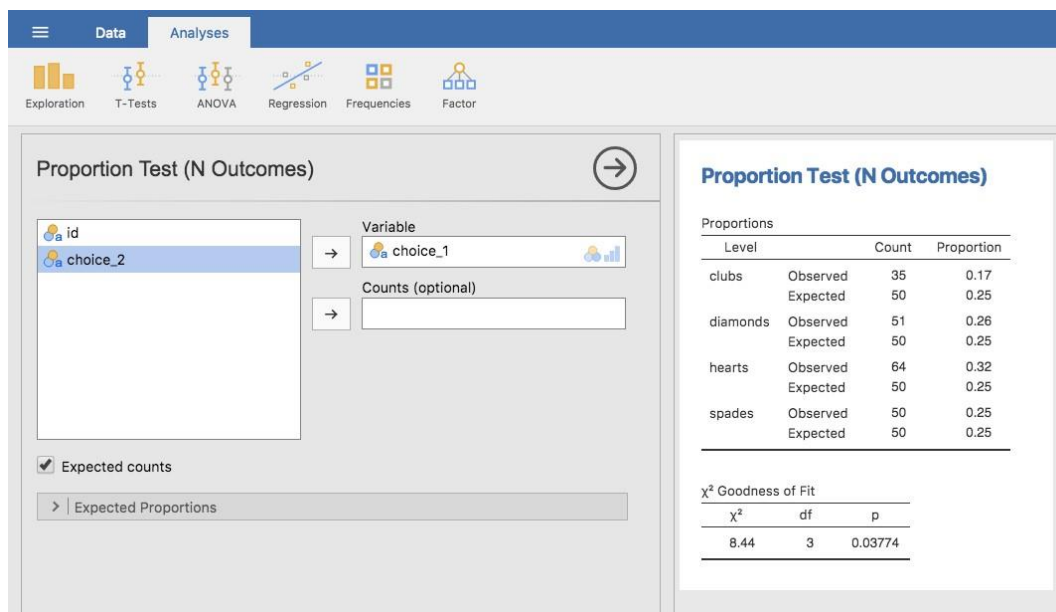 Data Analyses
Exploration T-Tests ANOVA Regression Frequencies Factor
Proportion Test (N Outcomes)
id
choice_2
Variable
choice_1
Counts (optional)
Expected counts
Expected Proportions
Proportion Test (N Outcomes)
Proportions
Level Count Proportion
clubs Observed 35 0.17
Expected 50 0.25
diamonds Observed 51 0.26
Expected 50 0.25
hearts Observed 64 0.32
Expected 50 0.25
spades Observed 50 0.25
Expected 50 0.25
χ² Goodness of Fit
χ² df p
8.44 3 0.03774